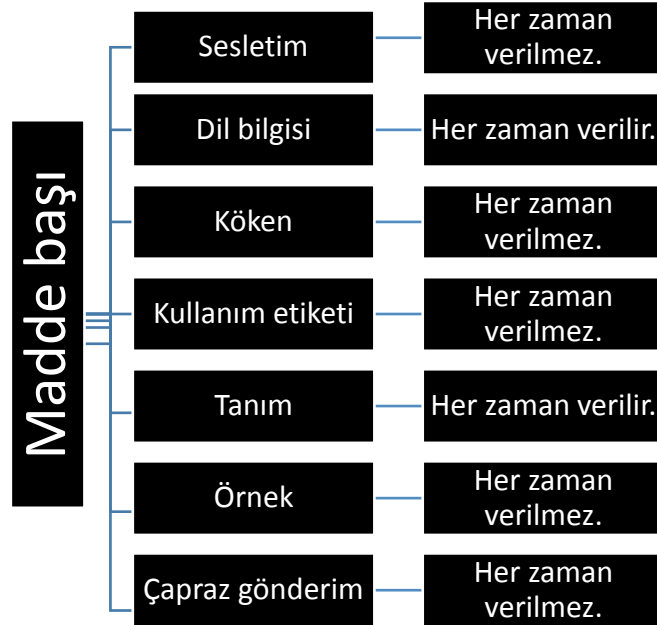 Madde başı
Sesletim
Her zaman
verilmez.
Dil bilgisi
Her zaman verilir.
Köken
Her zaman
verilmez.
Kullanım etiketi
Her zaman
verilmez.
Tanım
Her zaman verilir.
Örnek
Her zaman
verilmez.
Çapraz gönderim
Her zaman
verilmez.